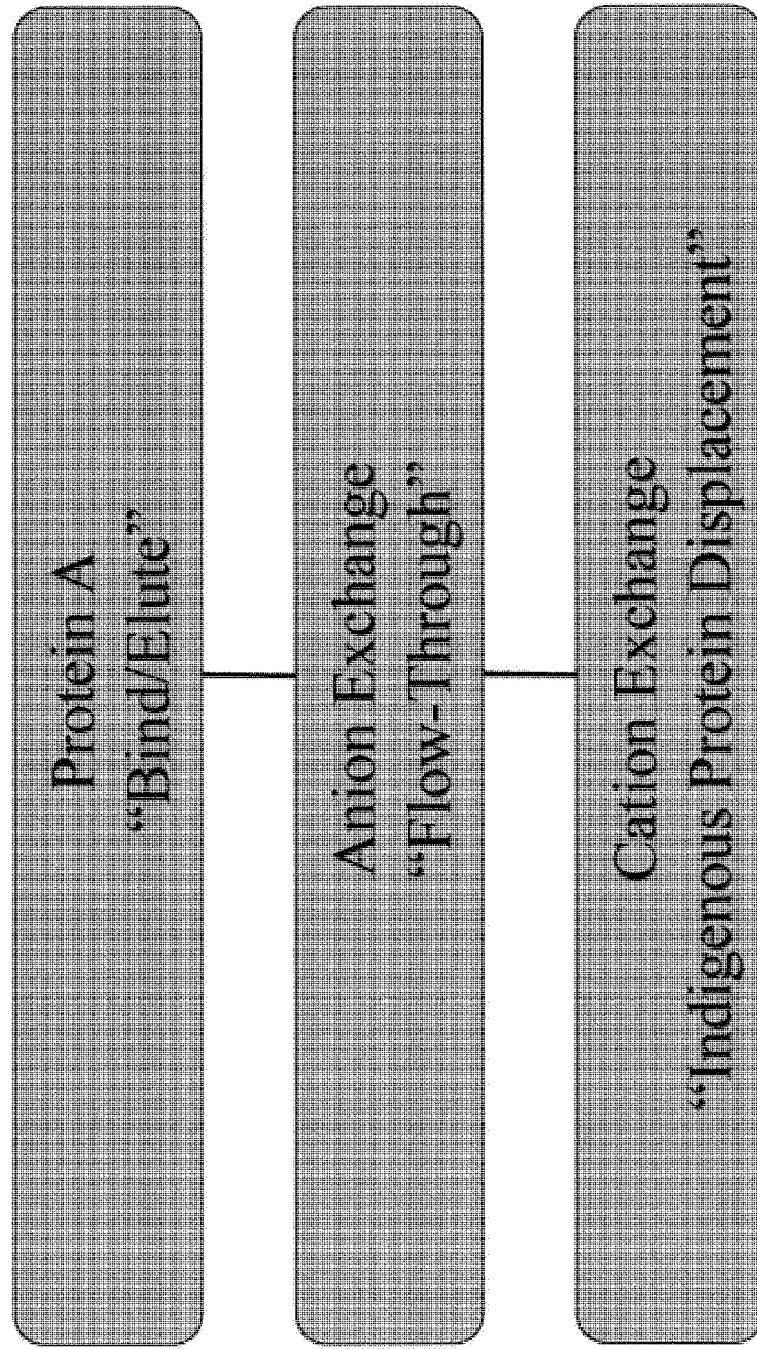 Protein A
“Bind/Elute”
Anion Exchange
“Flow-Through”
Cation Exchange
“Indigenous Protein Displacement”